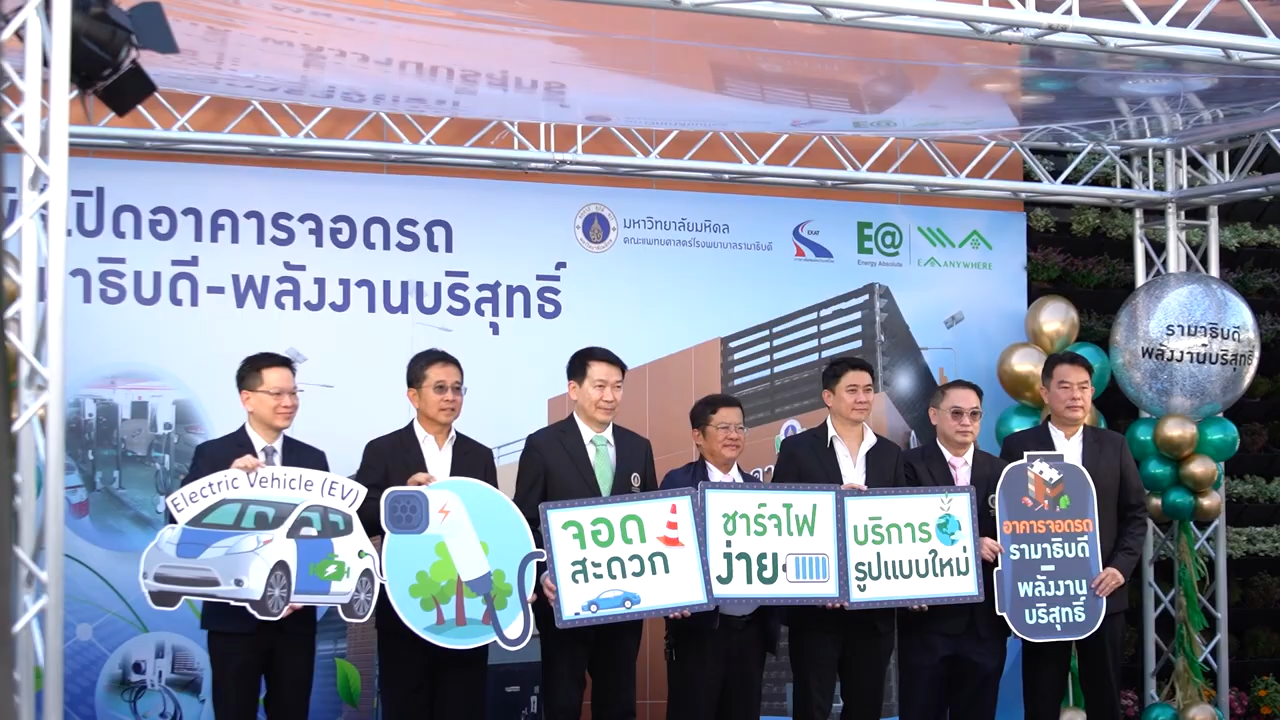 เปิดอาคารจอดรถ
มาธิบดี-พลังงานบริสุทธิ์
มหาวิทยาลัยมหิดล
คณะแพทยศาสตร์โรงพยาบาลรามาธิบดี
EXAT
E@
Energy Absolute
EA ANYWHERE
รามาธิบดี
พลังงานบริสุทธิ์
Electric Vehicle (EV)
จอด
สะดวก
ชาร์จไฟ
ง่าย
บริการ
รูปแบบใหม่
อาคารจอดรถ
รามาธิบดี
-
พลังงาน
บริสุทธิ์